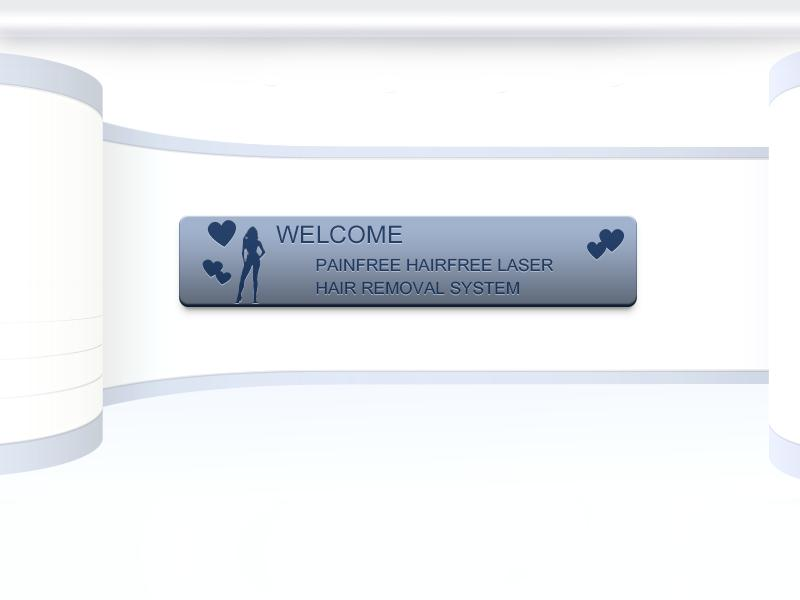 WELCOME
PAINFREE HAIRFREE LASER
HAIR REMOVAL SYSTEM